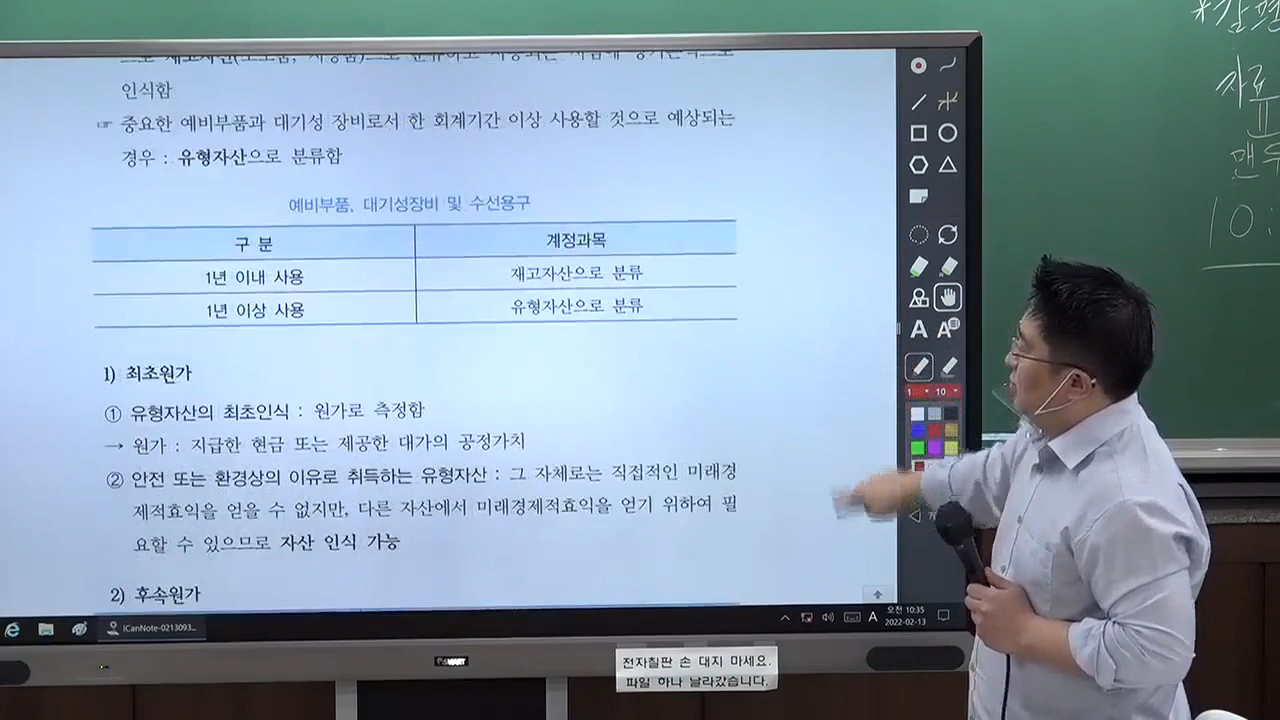 인식함
☞ 중요한 예비부품과 대기성 장비로서 한 회계기간 이상 사용할 것으로 예상되는
경우 : 유형자산으로 분류함
예비부품, 대기성장비 및 수선용구
구 분 계정과목
1년 이내 사용 재고자산으로 분류
1년 이상 사용 유형자산으로 분류
1) 최초원가
① 유형자산의 최초인식 : 원가로 측정함
→ 원가 : 지급한 현금 또는 제공한 대가의 공정가치
② 안전 또는 환경상의 이유로 취득하는 유형자산 : 그 자체로는 직접적인 미래경
제적효익을 얻을 수 없지만, 다른 자산에서 미래경제적효익을 얻기 위하여 필
요할 수 있으므로 자산 인식 가능
2) 후속원가
A A
1 10
iCanNote-0213093...
A
오전 10:35
2022-02-13
SMART
전자칠판 손 대지 마세요.
파일 하나 날라갔습니다.
자료
10: